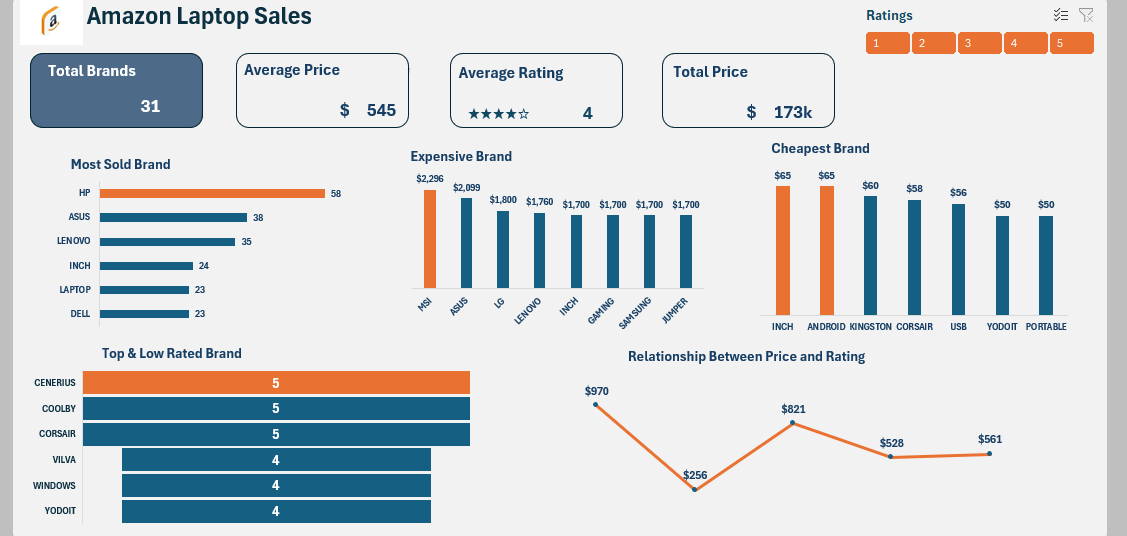 a
Amazon Laptop Sales
Ratings
1 2 3 4 5
Total Brands
31
Average Price
$ 545
Average Rating
★★★★☆ 4
Total Price
$ 173k
Most Sold Brand
HP 58
ASUS 38
LENOVO 35
INCH 24
LAPTOP 23
DELL 23
Expensive Brand
$2,296 $2,099 $1,800 $1,760 $1,700 $1,700 $1,700 $1,700
MSI ASUS LG LENOVO INCH GAMING SAMSUNG JUMPER
Cheapest Brand
$65 $65 $60 $58 $56 $50 $50
INCH ANDROID KINGSTON CORSAIR USB YODOIT PORTABLE
Top & Low Rated Brand
CENERIUS 5
COOLBY 5
CORSAIR 5
VILVA 4
WINDOWS 4
YODOIT 4
Relationship Between Price and Rating
$970 $256 $821 $528 $561